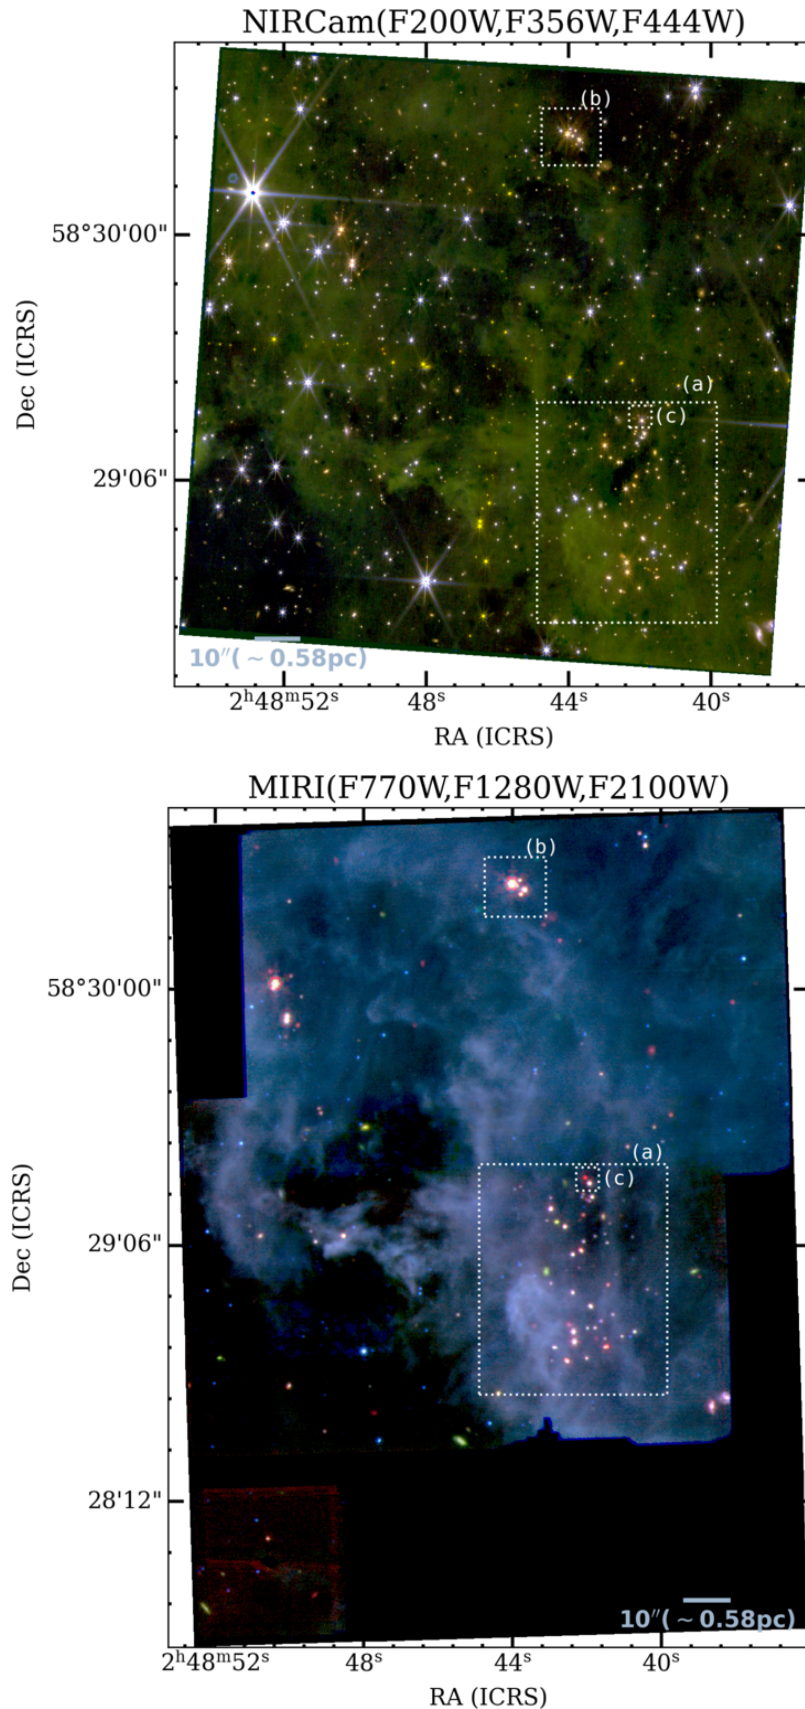 NIRCam(F200W,F356W,F444W)
(b)
58°30'00"
(a)
(c)
Dec (ICRS)
29'06"
10″(∼0.58pc)
2ʰ48ᵐ52ˢ 48ˢ 44ˢ 40ˢ
RA (ICRS)
MIRI(F770W,F1280W,F2100W)
(b)
58°30'00"
(a)
(c)
Dec (ICRS)
29'06"
28'12"
10″(∼0.58pc)
2ʰ48ᵐ52ˢ 48ˢ 44ˢ 40ˢ
RA (ICRS)